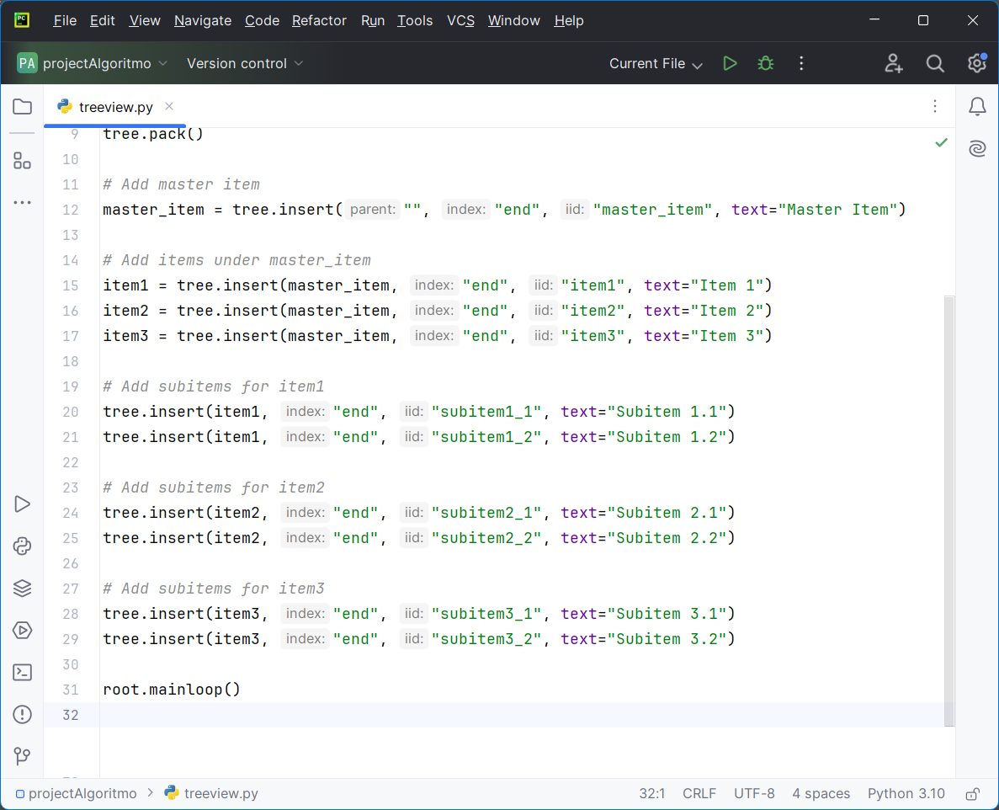 PC
File Edit View Navigate Code Refactor Run Tools VCS Window Help
PA projectAlgoritmo Version control Current File
treeview.py
9 tree.pack()
10
11 # Add master item
12 master_item = tree.insert( parent: "", index: "end", iid: "master_item", text="Master Item")
13
14 # Add items under master_item
15 item1 = tree.insert(master_item, index: "end", iid: "item1", text="Item 1")
16 item2 = tree.insert(master_item, index: "end", iid: "item2", text="Item 2")
17 item3 = tree.insert(master_item, index: "end", iid: "item3", text="Item 3")
18
19 # Add subitems for item1
20 tree.insert(item1, index: "end", iid: "subitem1_1", text="Subitem 1.1")
21 tree.insert(item1, index: "end", iid: "subitem1_2", text="Subitem 1.2")
22
23 # Add subitems for item2
24 tree.insert(item2, index: "end", iid: "subitem2_1", text="Subitem 2.1")
25 tree.insert(item2, index: "end", iid: "subitem2_2", text="Subitem 2.2")
26
27 # Add subitems for item3
28 tree.insert(item3, index: "end", iid: "subitem3_1", text="Subitem 3.1")
29 tree.insert(item3, index: "end", iid: "subitem3_2", text="Subitem 3.2")
30
31 root.mainloop()
32
projectAlgoritmo > treeview.py 32:1 CRLF UTF-8 4 spaces Python 3.10